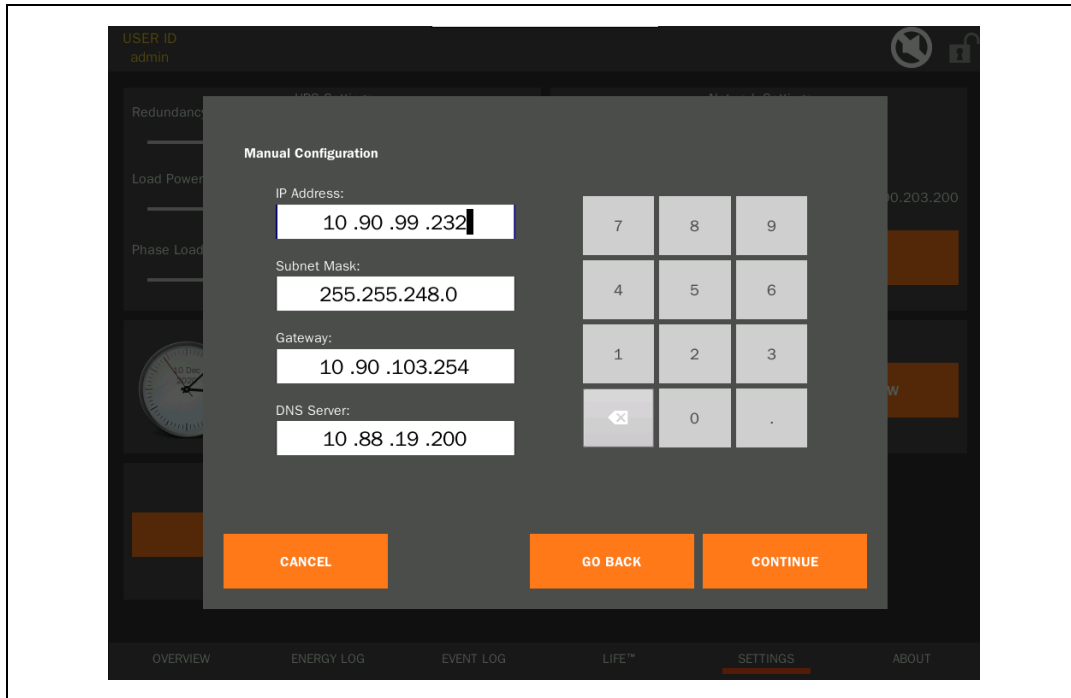 USER ID
admin
Redundancy
Load Power
Phase Load
0.203.200
10 Dec
W
Manual Configuration
IP Address:
10 .90 .99 .232
Subnet Mask:
255.255.248.0
Gateway:
10 .90 .103.254
DNS Server:
10 .88 .19 .200
7 8 9
4 5 6
1 2 3
0 .
CANCEL GO BACK CONTINUE
OVERVIEW ENERGY LOG EVENT LOG LIFE™ SETTINGS ABOUT